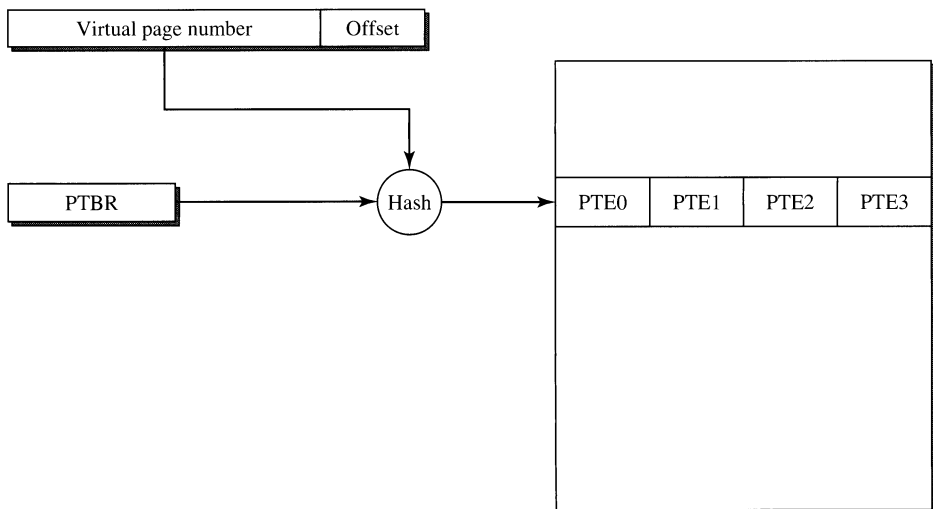 Virtual page number
Offset
PTBR
Hash
PTE0
PTE1
PTE2
PTE3